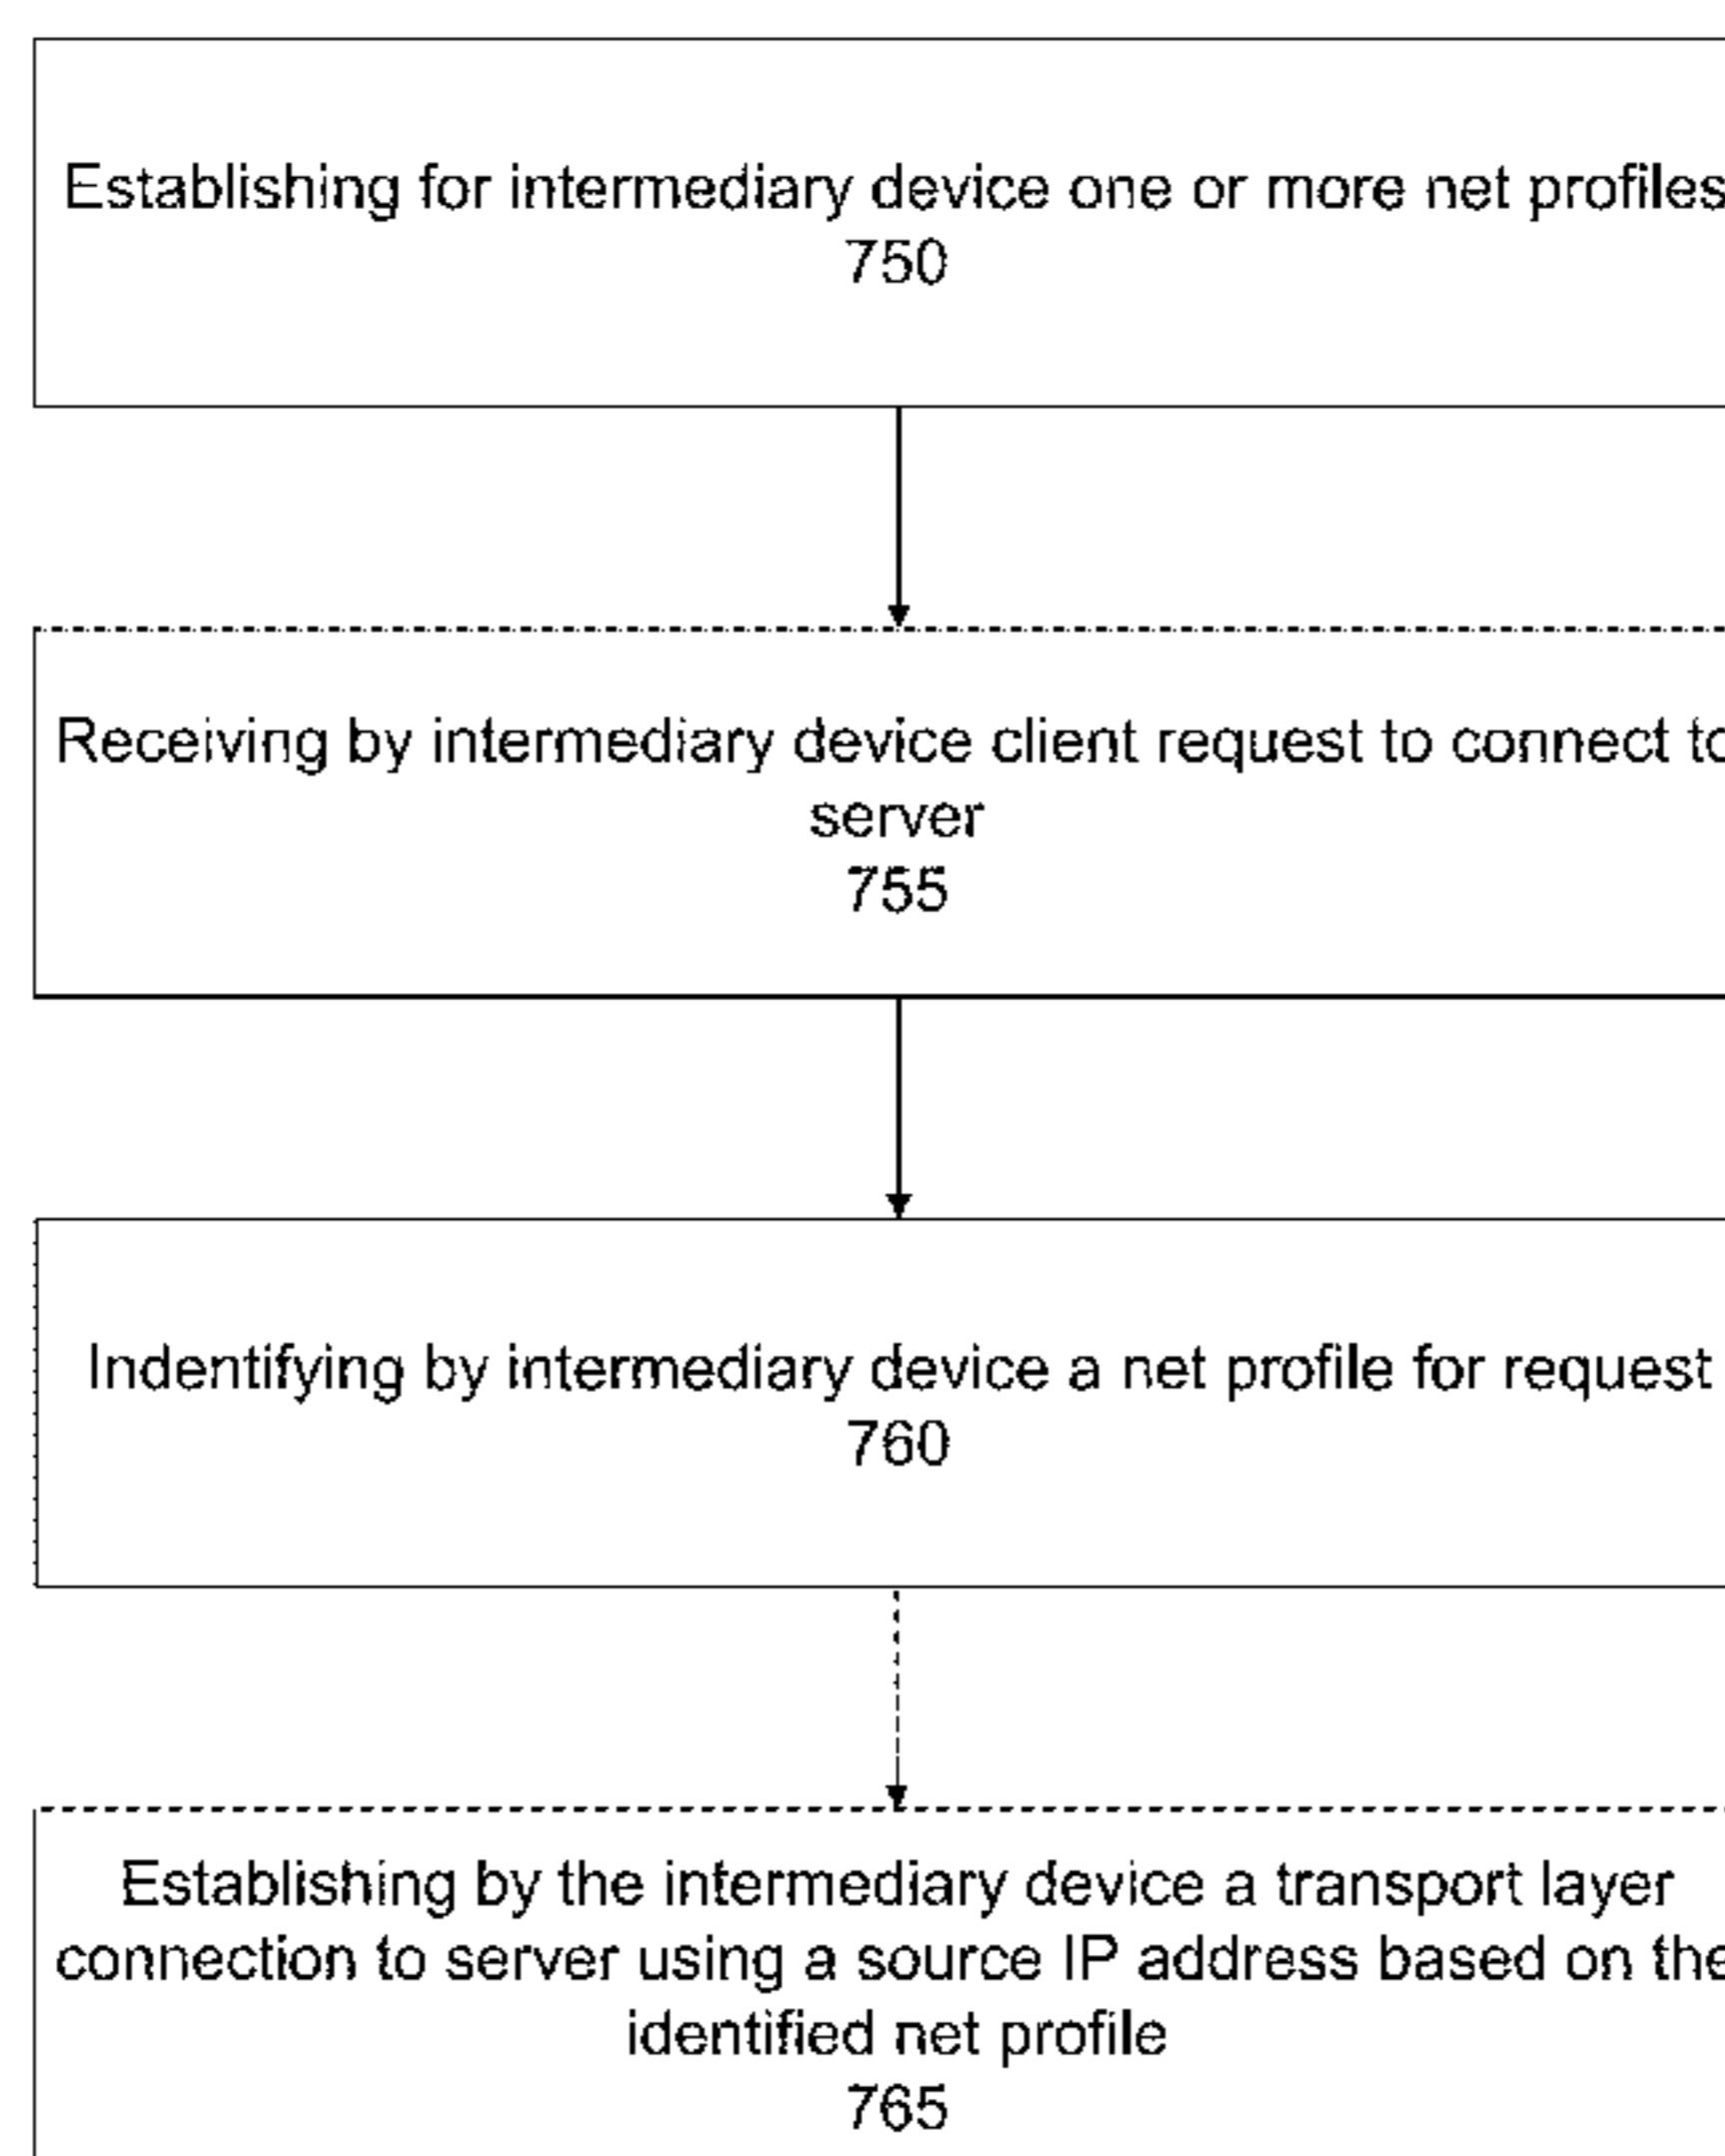 Establishing for intermediary device one or more net profiles
750
Receiving by intermediary device client request to connect to
server
755
Indentifying by intermediary device a net profile for request
760
Establishing by the intermediary device a transport layer
connection to server using a source IP address based on the
identified net profile
765